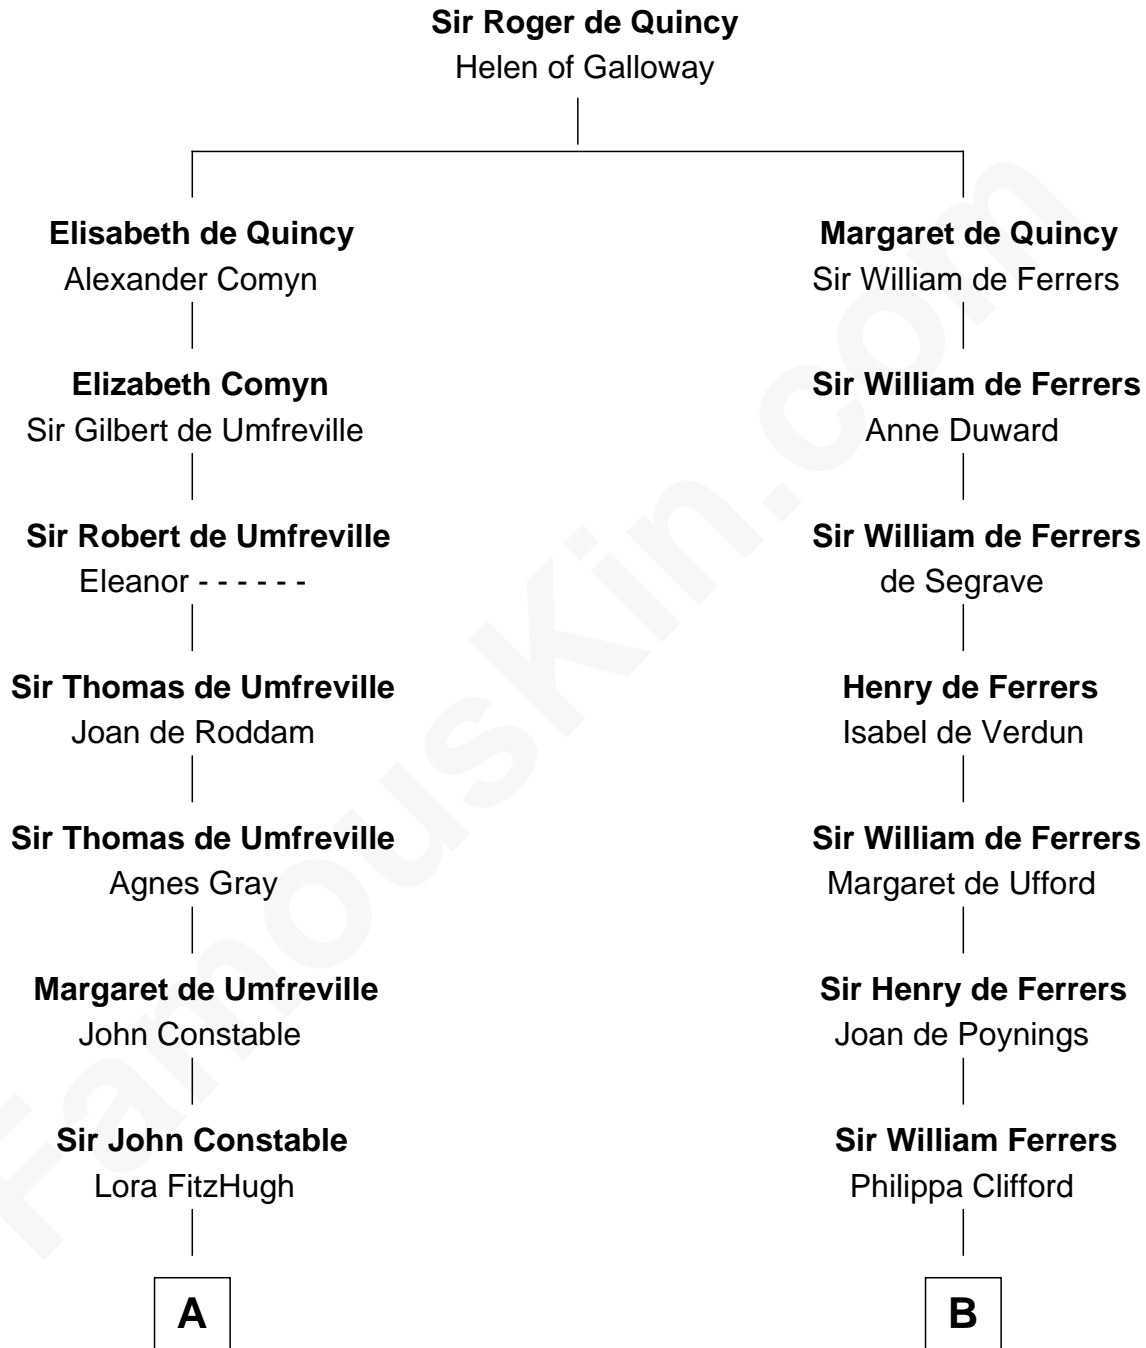 Sir Roger de Quincy
Helen of Galloway
Elisabeth de Quincy
Alexander Comyn
Margaret de Quincy
Sir William de Ferrers
Elizabeth Comyn
Sir Gilbert de Umfreville
Sir William de Ferrers
Anne Duward
Sir Robert de Umfreville
Eleanor - - - - - -
Sir William de Ferrers
de Segrave
Sir Thomas de Umfreville
Joan de Roddam
Henry de Ferrers
Isabel de Verdun
Sir Thomas de Umfreville
Agnes Gray
Sir William de Ferrers
Margaret de Ufford
Margaret de Umfreville
John Constable
Sir Henry de Ferrers
Joan de Poynings
Sir John Constable
Lora FitzHugh
Sir William Ferrers
Philippa Clifford
A
B
FamousKin.com